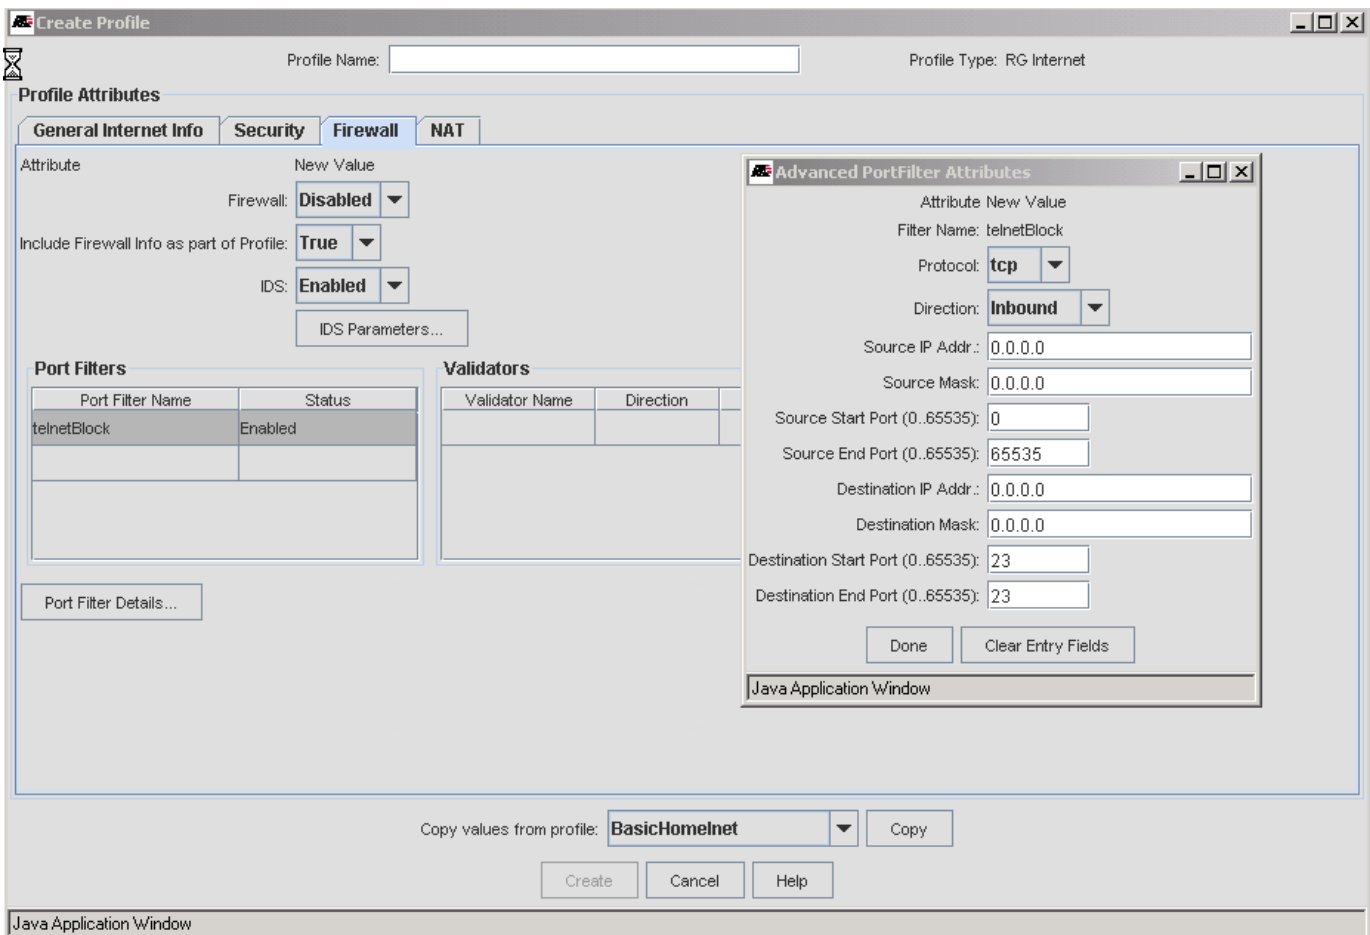 Create Profile
Profile Name:
Profile Type: RG Internet
Profile Attributes
General Internet Info
Security
Firewall
NAT
Attribute New Value
Firewall: Disabled
Include Firewall Info as part of Profile: True
IDS: Enabled
IDS Parameters...
Port Filters
Port Filter Name Status
telnetBlock Enabled
Validators
Validator Name Direction
Port Filter Details...
Advanced PortFilter Attributes
Attribute New Value
Filter Name: telnetBlock
Protocol: tcp
Direction: Inbound
Source IP Addr.: 0.0.0.0
Source Mask: 0.0.0.0
Source Start Port (0..65535): 0
Source End Port (0..65535): 65535
Destination IP Addr.: 0.0.0.0
Destination Mask: 0.0.0.0
Destination Start Port (0..65535): 23
Destination End Port (0..65535): 23
Done Clear Entry Fields
Java Application Window
Copy values from profile: BasicHomeInet Copy
Create Cancel Help
Java Application Window